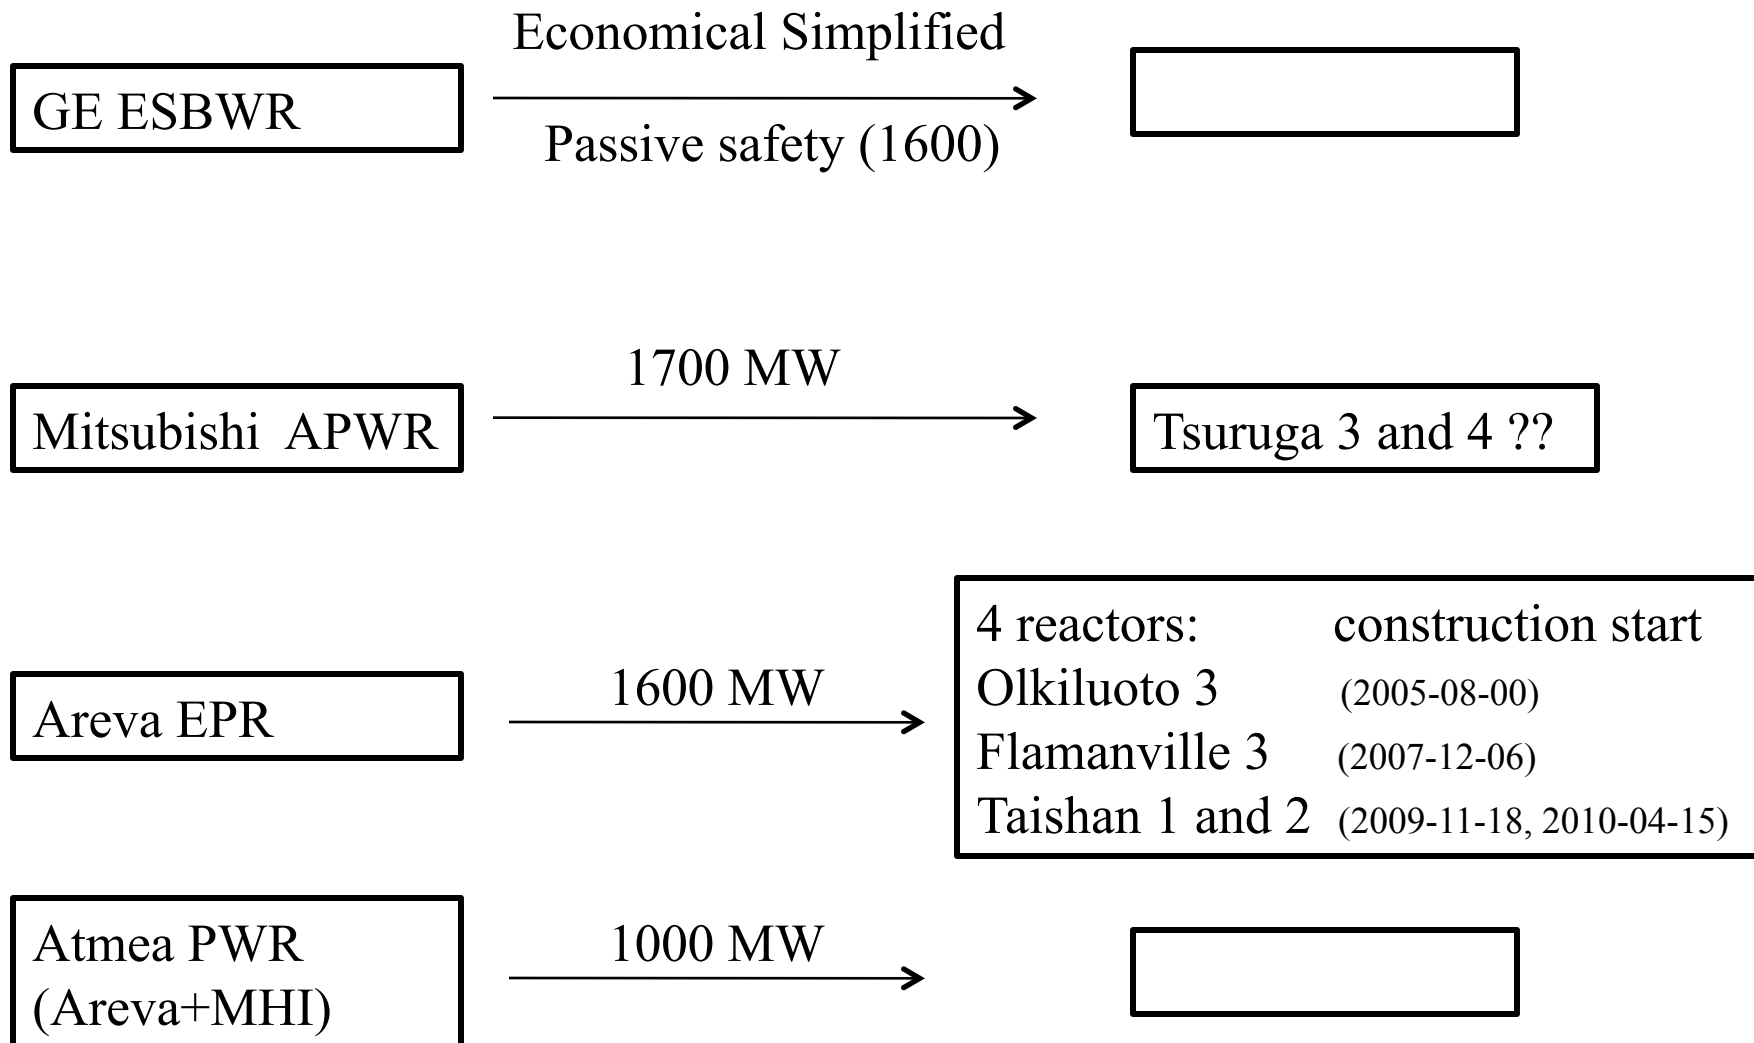 Economical Simplified
GE ESBWR
Passive safety (1600)
1700 MW
Mitsubishi APWR
Tsuruga 3 and 4 ??
4 reactors: construction start
Olkiluoto 3 (2005-08-00)
1600 MW
Areva EPR
Flamanville 3 (2007-12-06)
Taishan 1 and 2 (2009-11-18, 2010-04-15)
Atmea PWR
(Areva+MHI)
1000 MW